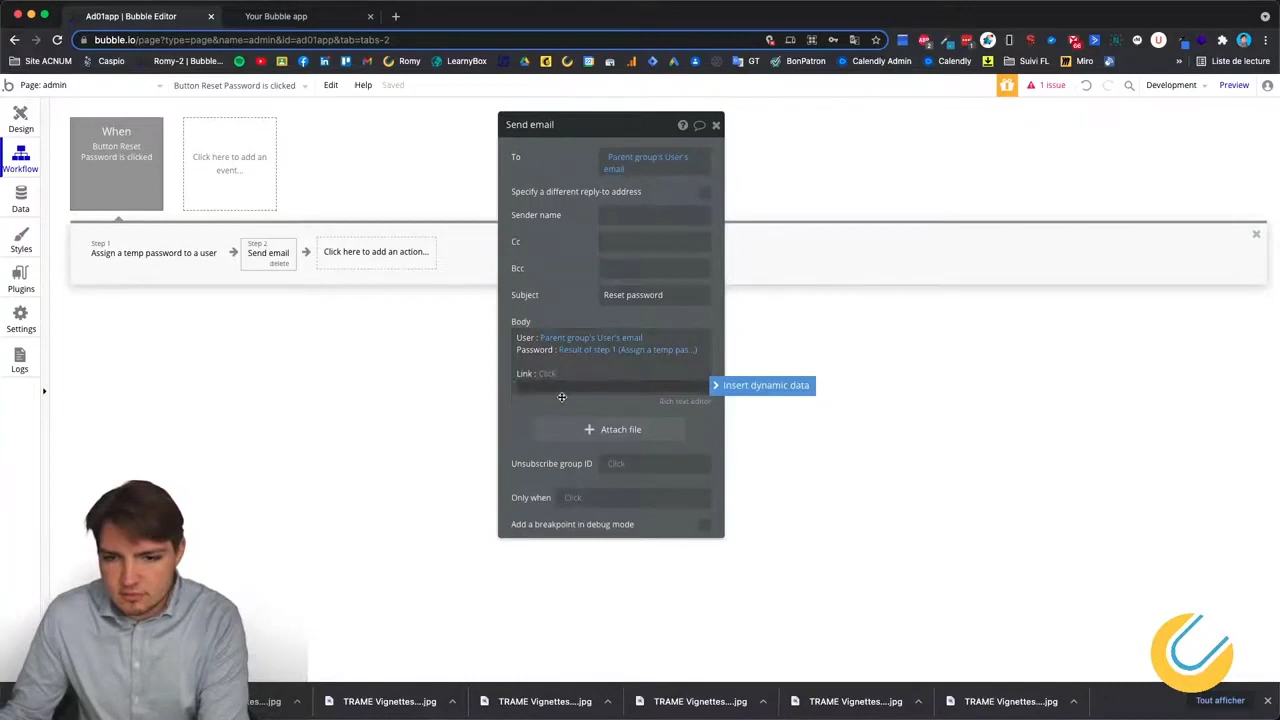 Ad01app | Bubble Editor
Your Bubble app
bubble.io/page?type=page&name=admin&id=ad01app&tab=tabs-2
Site ACNUM
Caspio
Romy-2 | Bubble...
Romy
LearnyBox
GT
BonPatron
Calendly Admin
Calendly
Suivi FL
Miro
Liste de lecture
Page: admin
Button Reset Password is clicked
Edit
Help
Saved
1 issue
Development
Preview
Design
Workflow
Data
Styles
Plugins
Settings
Logs
When
Button Reset
Password is clicked
Click here to add an
event...
Step 1
Assign a temp password to a user
Step 2
Send email
delete
Click here to add an action...
Send email
To
Parent group's User's
email
Specify a different reply-to address
Sender name
Cc
Bcc
Subject
Reset password
Body
User : Parent group's User's email
Password : Result of step 1 (Assign a temp pas...)
Link : Click
Insert dynamic data
Rich text editor
Attach file
Unsubscribe group ID
Click
Only when
Click
Add a breakpoint in debug mode
TRAME Vignettes....jpg
TRAME Vignettes....jpg
TRAME Vignettes....jpg
TRAME Vignettes....jpg
TRAME Vignettes....jpg
Tout afficher